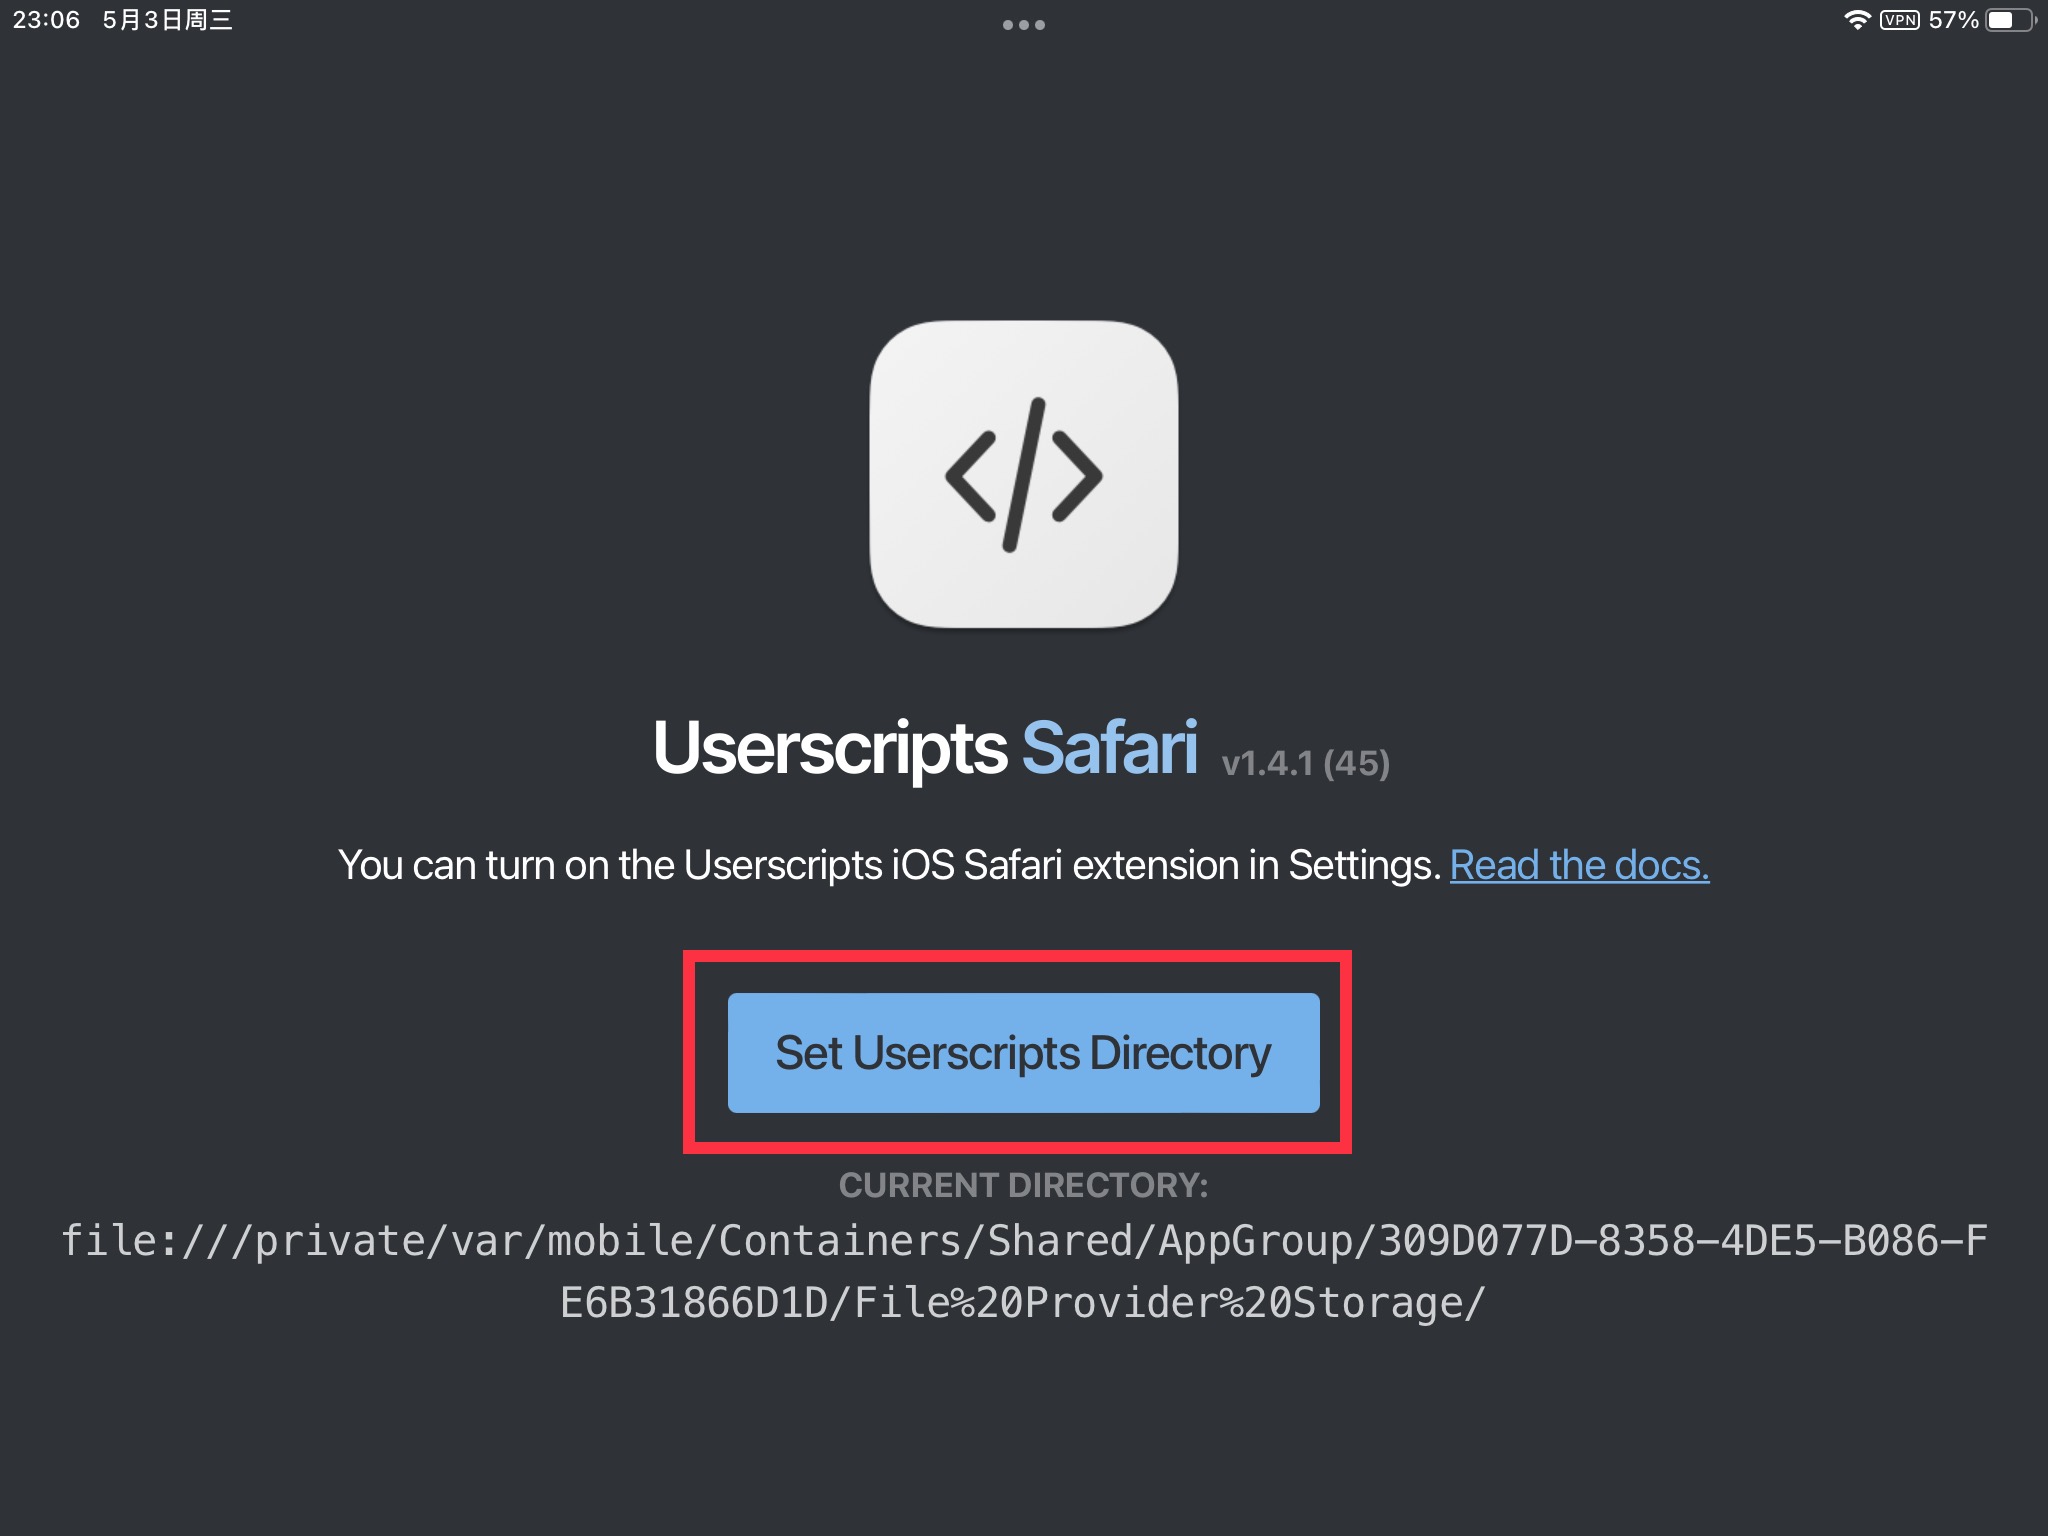 23:06 5月3日周三
VPN 57%
Userscripts Safari v1.4.1 (45)
You can turn on the Userscripts iOS Safari extension in Settings. Read the docs.
Set Userscripts Directory
CURRENT DIRECTORY:
file:///private/var/mobile/Containers/Shared/AppGroup/309D077D-8358-4DE5-B086-F
E6B31866D1D/File%20Provider%20Storage/